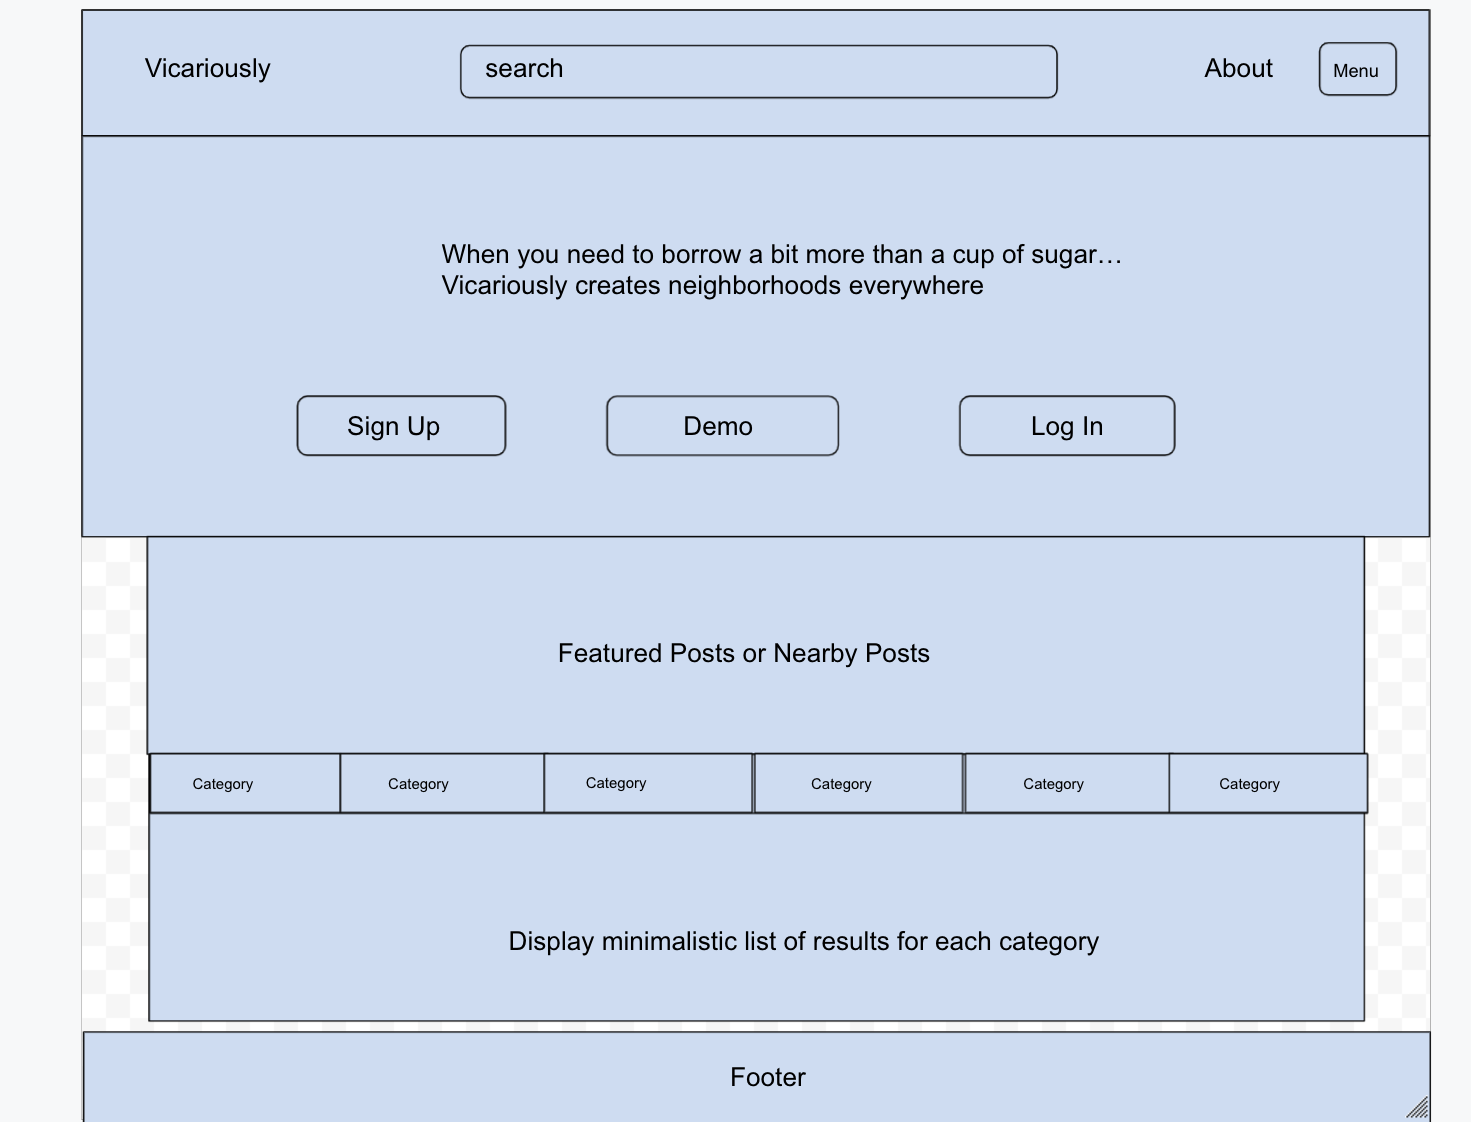 Vicariously
search
About
Menu
When you need to borrow a bit more than a cup of sugar…
Vicariously creates neighborhoods everywhere
Sign Up
Demo
Log In
Featured Posts or Nearby Posts
Category
Category
Category
Category
Category
Category
Display minimalistic list of results for each category
Footer